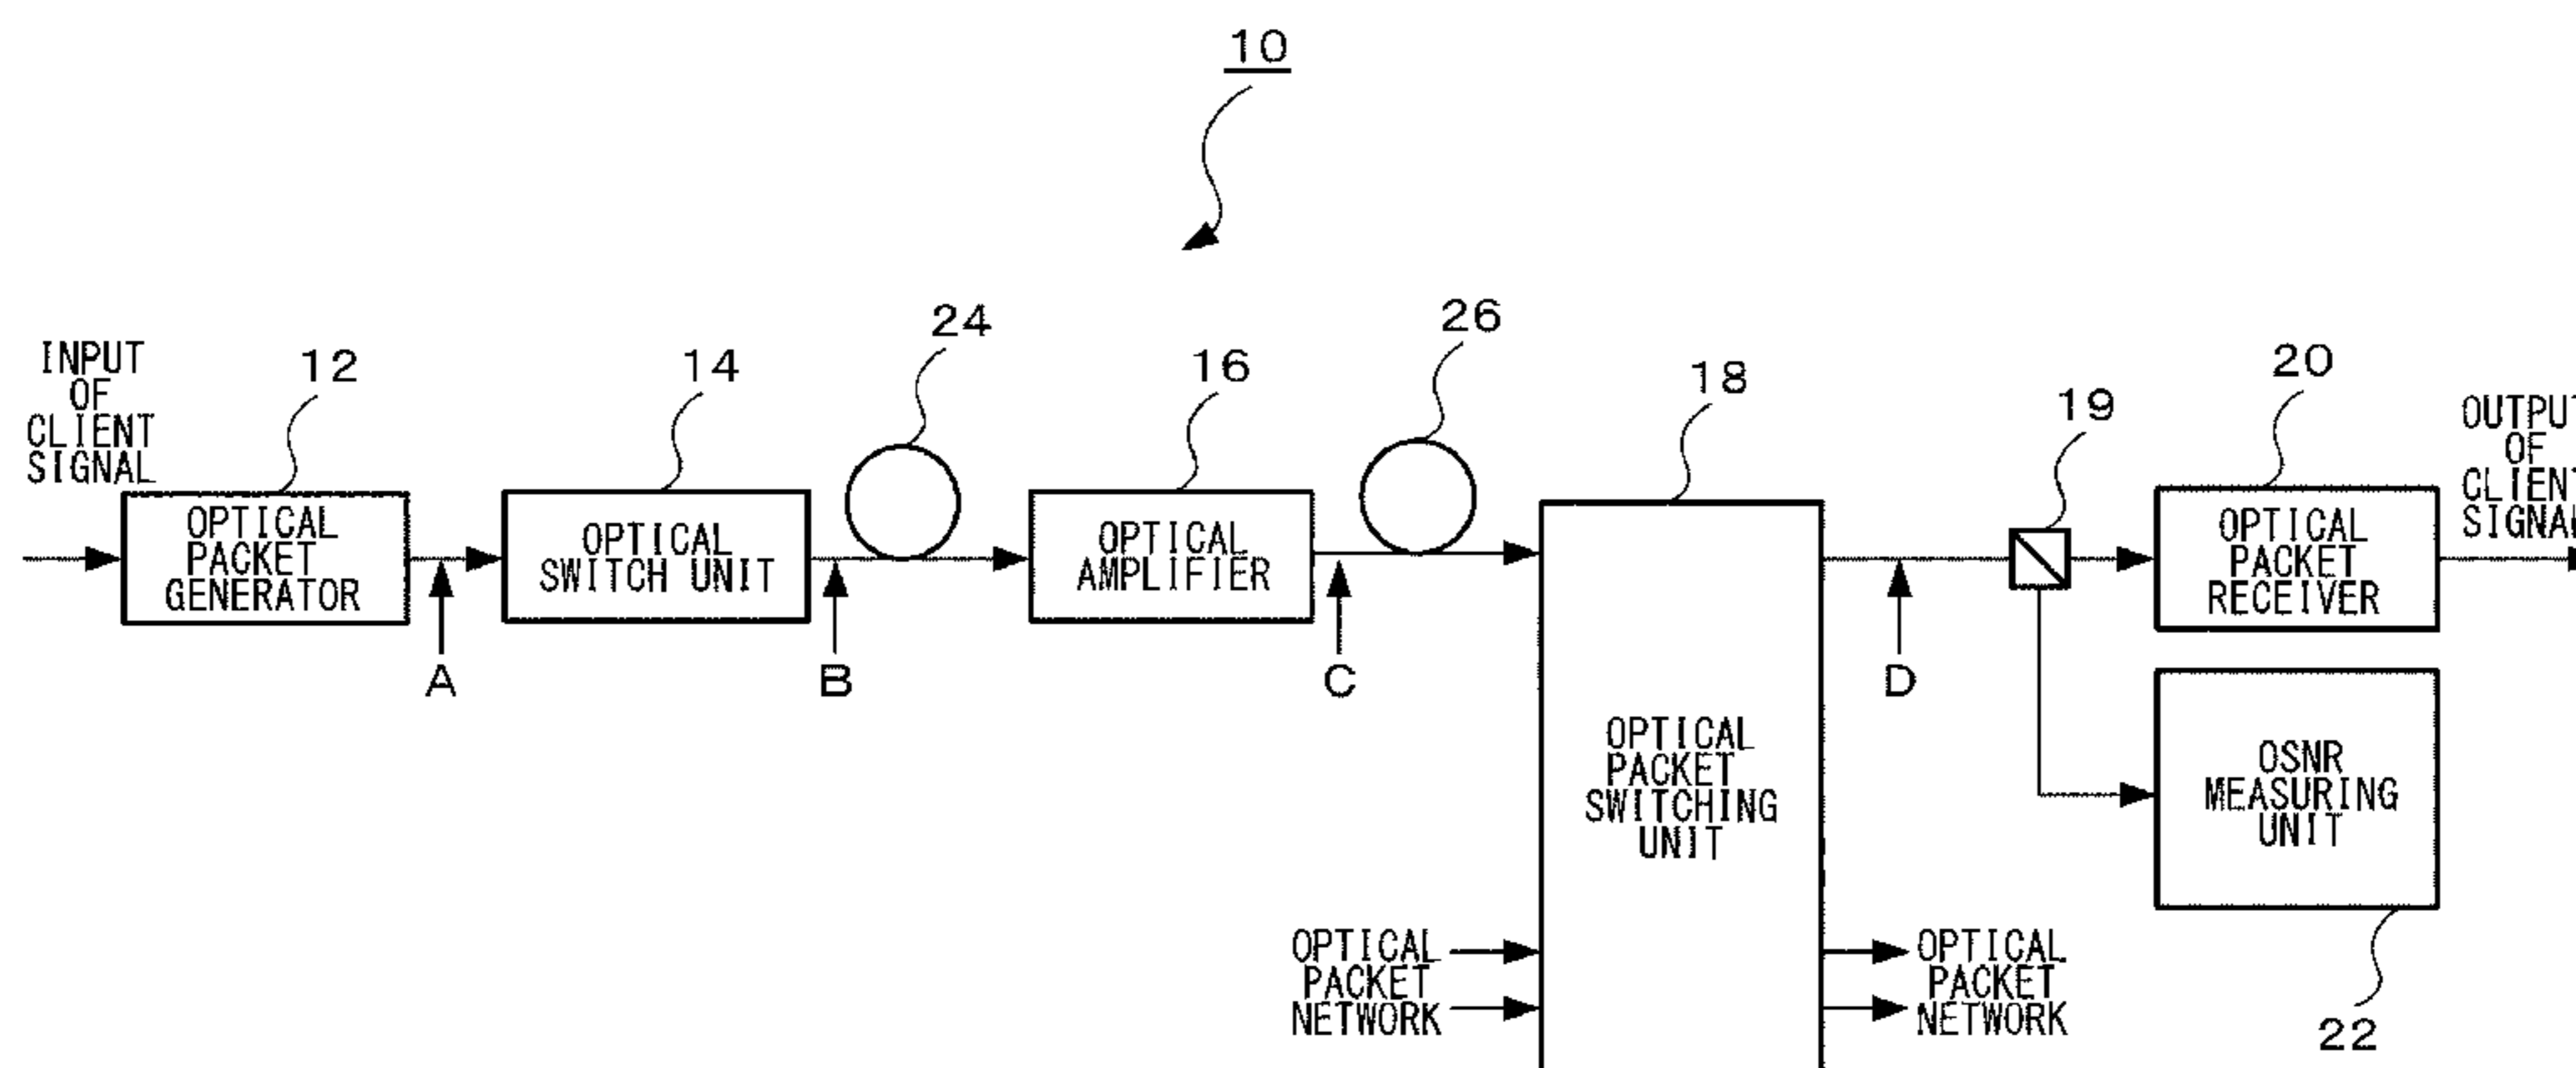 10
INPUT
OF
CLIENT
SIGNAL
12
OPTICAL
PACKET
GENERATOR
A
14
OPTICAL
SWITCH UNIT
B
24
16
OPTICAL
AMPLIFIER
C
26
18
OPTICAL
PACKET
SWITCHING
UNIT
OPTICAL
PACKET
NETWORK
OPTICAL
PACKET
NETWORK
D
19
20
OPTICAL
PACKET
RECEIVER
OUTPUT
OF
CLIENT
SIGNAL
OSNR
MEASURING
UNIT
22